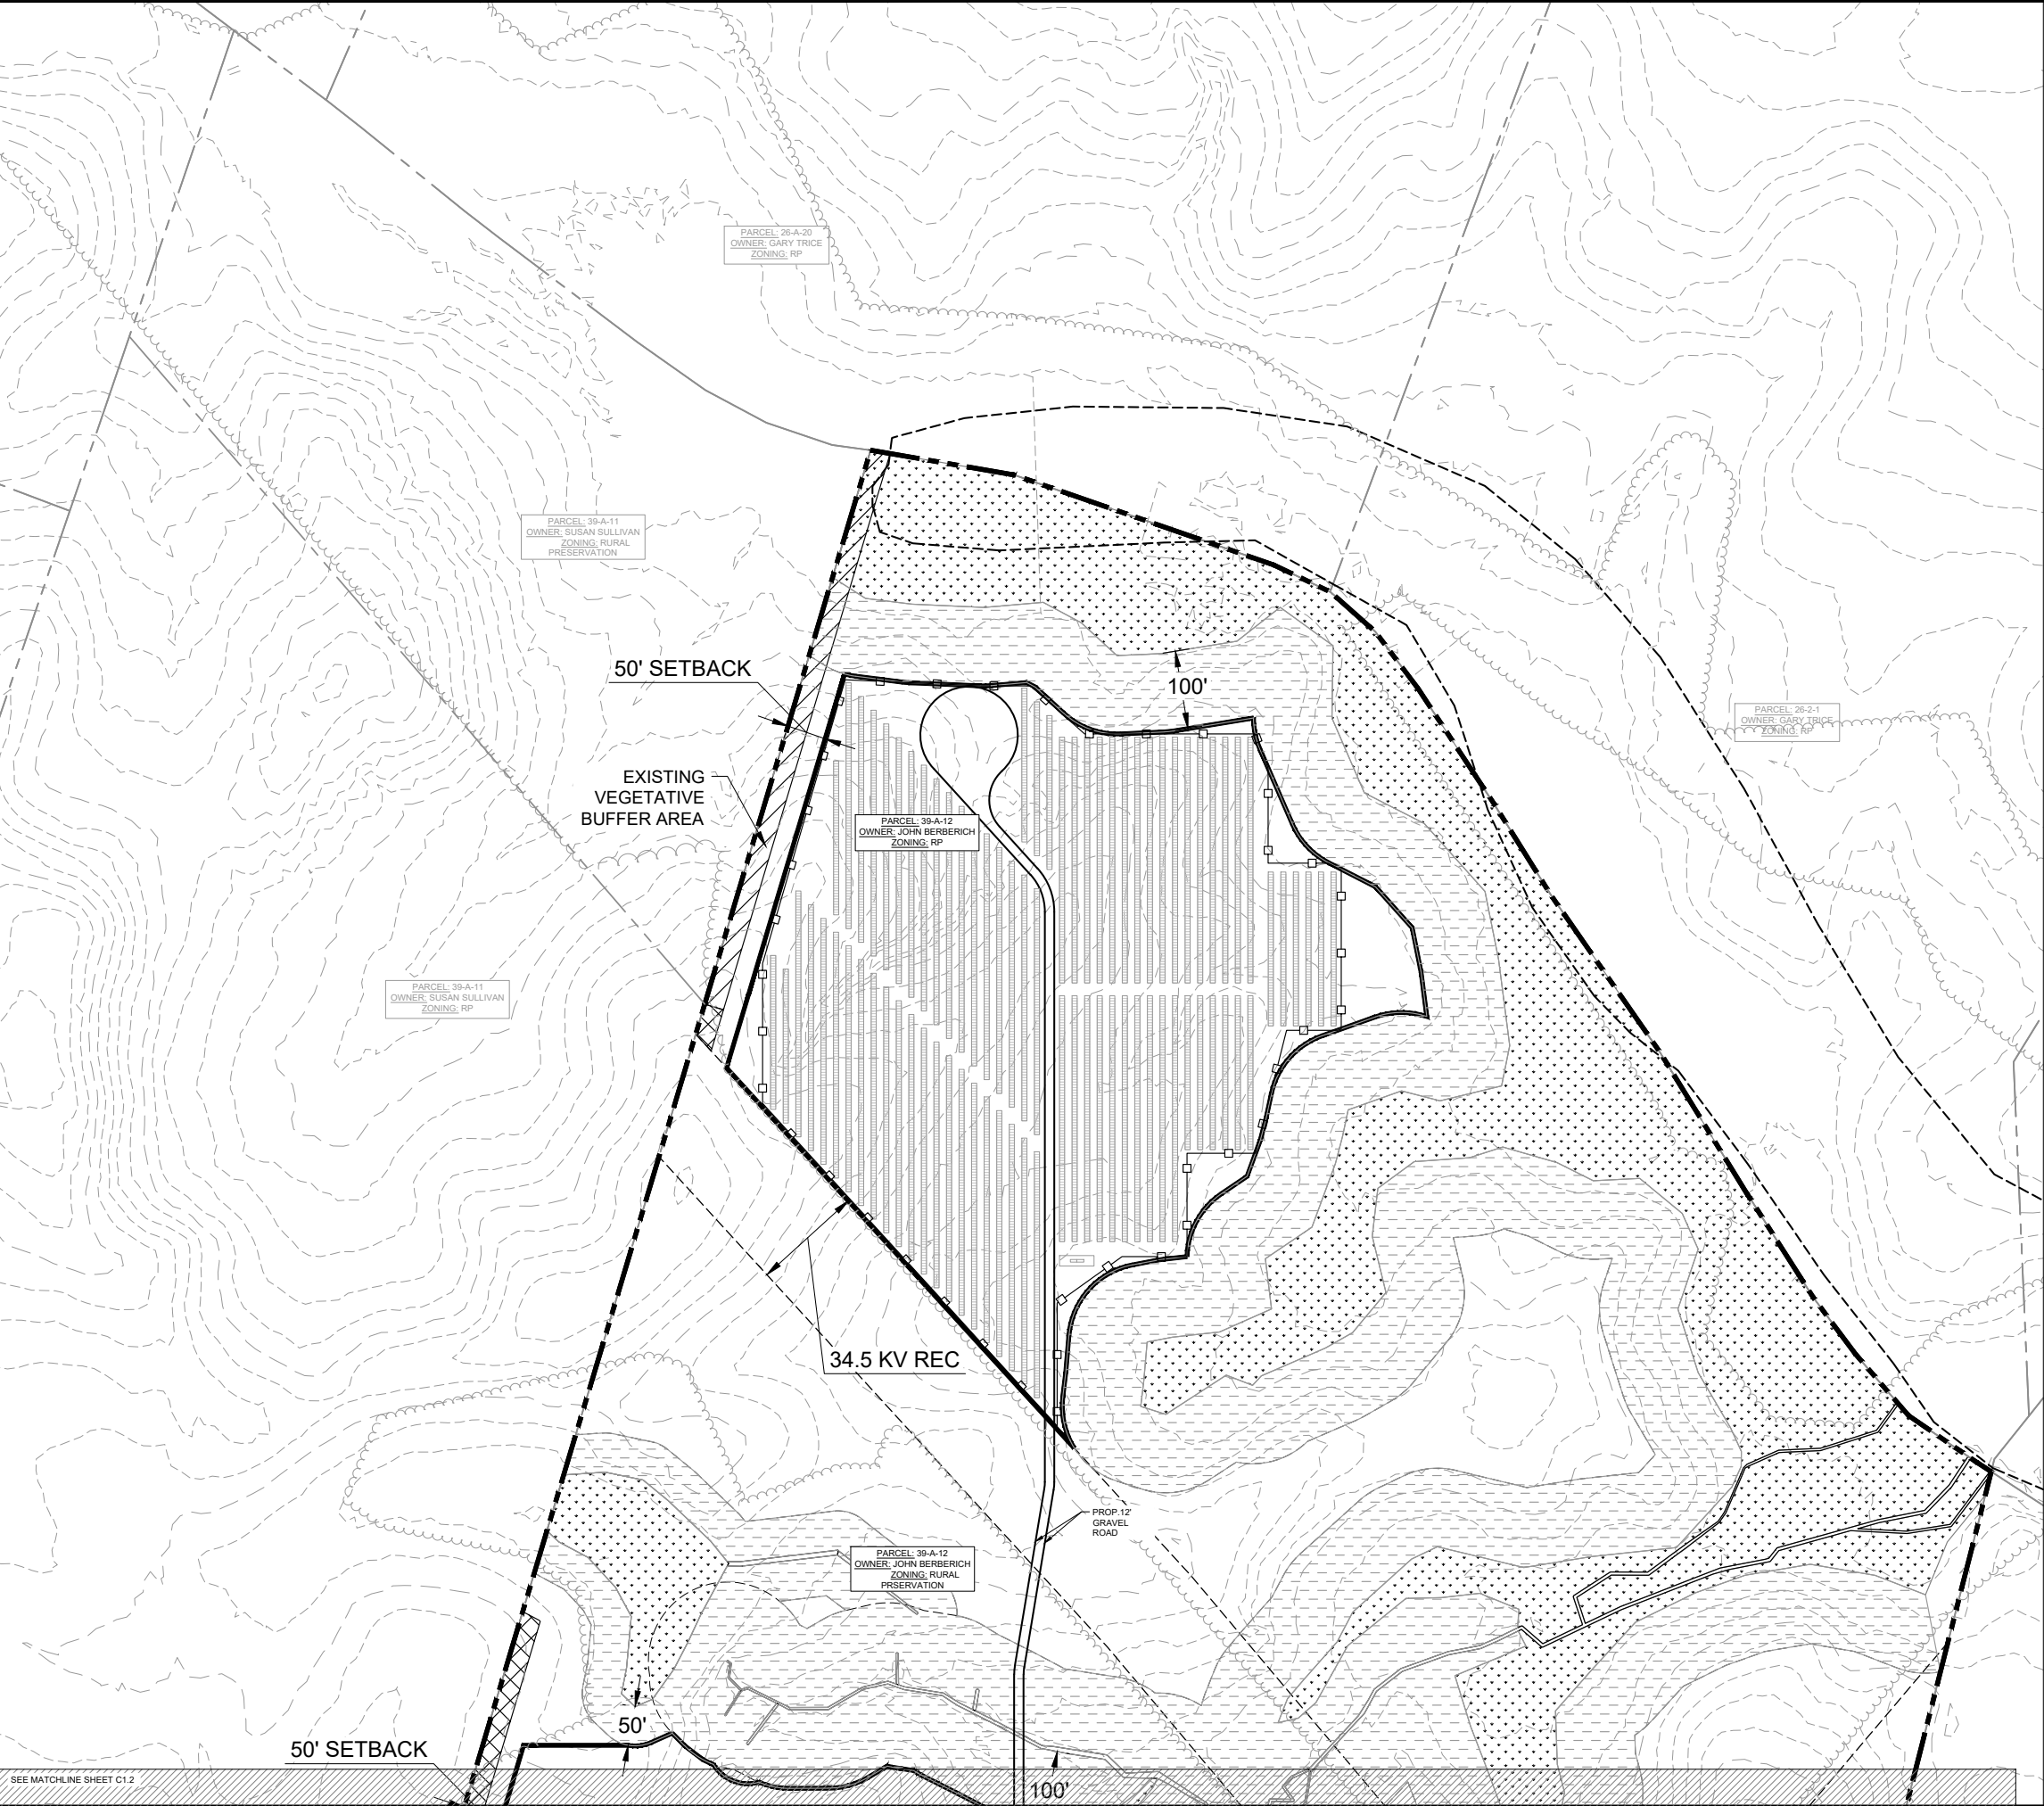 PARCEL: 26-A-20
OWNER: GARY TRICE
ZONING: RP
PARCEL: 39-A-11
OWNER: SUSAN SULLIVAN
ZONING: RURAL
PRESERVATION
50' SETBACK
100'
PARCEL: 26-2-1
OWNER: GARY TRICE
ZONING: RP
EXISTING
VEGETATIVE
BUFFER AREA
PARCEL: 39-A-12
OWNER: JOHN BERBERICH
ZONING: RP
PARCEL: 39-A-11
OWNER: SUSAN SULLIVAN
ZONING: RP
34.5 KV REC
PROP.12'
GRAVEL
ROAD
PARCEL: 39-A-12
OWNER: JOHN BERBERICH
ZONING: RURAL
PRSERVATION
50'
50' SETBACK
SEE MATCHLINE SHEET C1.2
100'